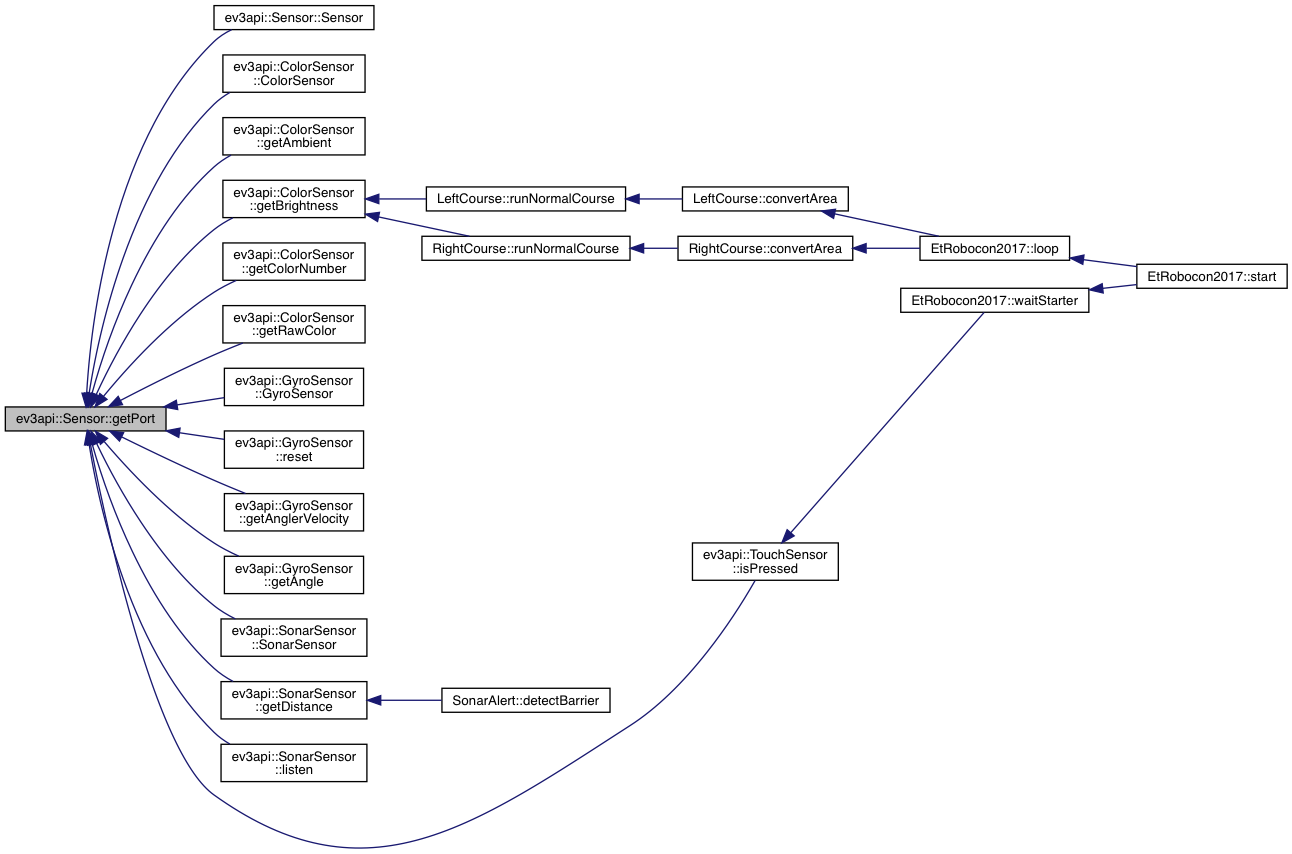 ev3api::Sensor::Sensor
ev3api::ColorSensor
::ColorSensor
ev3api::ColorSensor
::getAmbient
ev3api::ColorSensor
::getBrightness
LeftCourse::runNormalCourse
LeftCourse::convertArea
RightCourse::runNormalCourse
RightCourse::convertArea
EtRobocon2017::loop
ev3api::ColorSensor
::getColorNumber
EtRobocon2017::start
EtRobocon2017::waitStarter
ev3api::ColorSensor
::getRawColor
ev3api::GyroSensor
::GyroSensor
ev3api::Sensor::getPort
ev3api::GyroSensor
::reset
ev3api::GyroSensor
::getAnglerVelocity
ev3api::TouchSensor
::isPressed
ev3api::GyroSensor
::getAngle
ev3api::SonarSensor
::SonarSensor
ev3api::SonarSensor
::getDistance
SonarAlert::detectBarrier
ev3api::SonarSensor
::listen